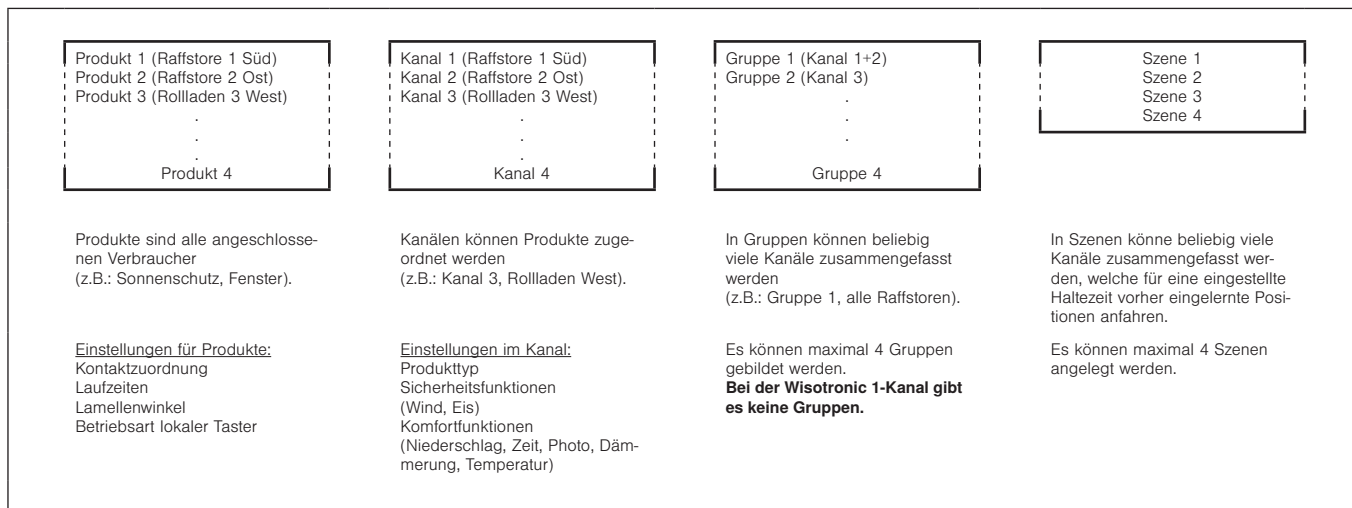 Produkt 1 (Raffstore 1 Süd)
Produkt 2 (Raffstore 2 Ost)
Produkt 3 (Rollladen 3 West)
.
.
.
Produkt 4
Kanal 1 (Raffstore 1 Süd)
Kanal 2 (Raffstore 2 Ost)
Kanal 3 (Rollladen 3 West)
.
.
.
Kanal 4
Gruppe 1 (Kanal 1+2)
Gruppe 2 (Kanal 3)
.
.
.
Gruppe 4
Szene 1
Szene 2
Szene 3
Szene 4
Produkte sind alle angeschlosse-
nen Verbraucher
(z.B.: Sonnenschutz, Fenster).
Kanälen können Produkte zuge-
ordnet werden
(z.B.: Kanal 3, Rollladen West).
In Gruppen können beliebig
viele Kanäle zusammengefasst
werden
(z.B.: Gruppe 1, alle Raffstoren).
In Szenen könne beliebig viele
Kanäle zusammengefasst wer-
den, welche für eine eingestellte
Haltezeit vorher eingelernte Posi-
tionen anfahren.
Einstellungen für Produkte:
Kontaktzuordnung
Laufzeiten
Lamellenwinkel
Betriebsart lokaler Taster
Einstellungen im Kanal:
Produkttyp
Sicherheitsfunktionen
(Wind, Eis)
Komfortfunktionen
(Niederschlag, Zeit, Photo, Däm-
merung, Temperatur)
Es können maximal 4 Gruppen
gebildet werden.
Bei der Wisotronic 1-Kanal gibt
es keine Gruppen.
Es können maximal 4 Szenen
angelegt werden.